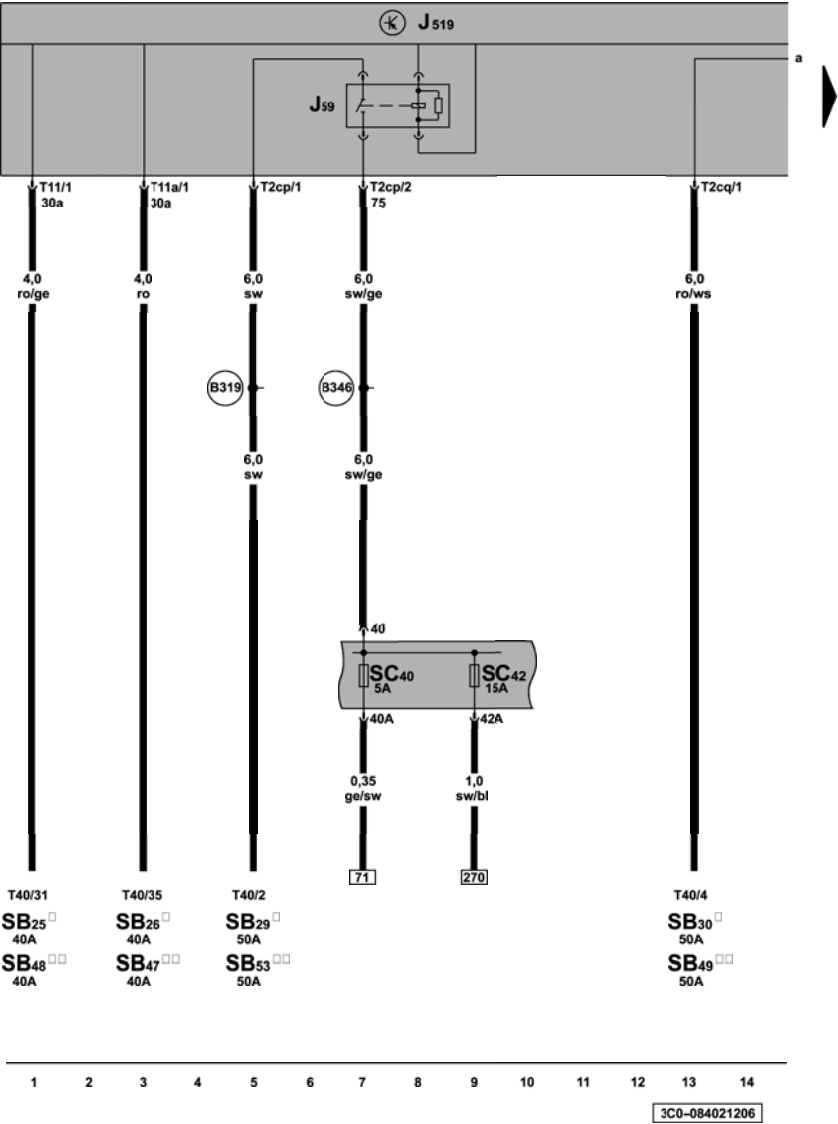 J519
a
J59
T11/1 T11a/1 T2cp/1 T2cp/2 T2cq/1
30a 30a 75
4,0 4,0 6,0 6,0 6,0
ro/ge ro sw sw/ge ro/ws
B319 B346
6,0 6,0
sw sw/ge
40
SC40 SC42
5A 15A
40A 42A
0,35 1,0
ge/sw sw/bl
71 270
T40/31 T40/35 T40/2 T40/4
SB25 SB26 SB29 SB30
40A 40A 50A 50A
SB48 SB47 SB53 SB49
40A 40A 50A 50A
1 2 3 4 5 6 7 8 9 10 11 12 13 14
3C0-084021206